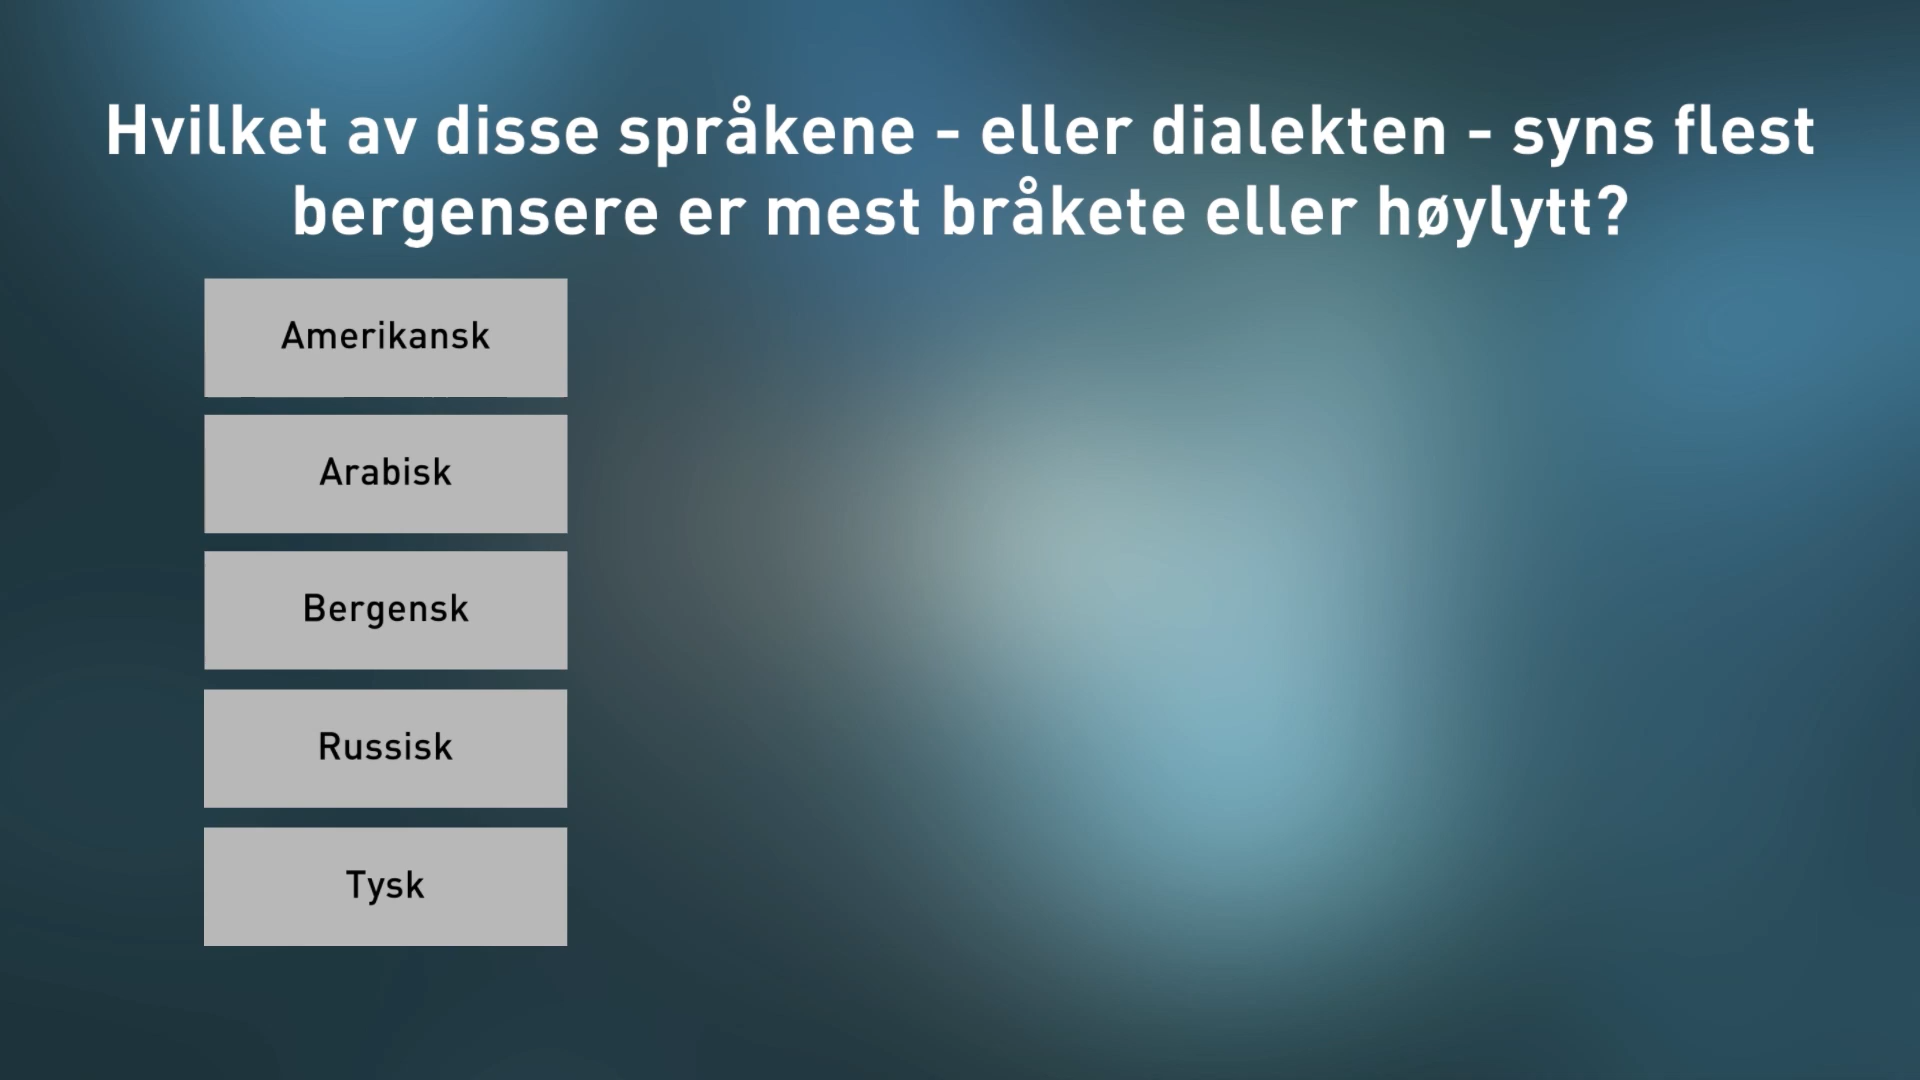 Hvilket av disse språkene - eller dialekten - syns flest
bergensere er mest bråkete eller høylytt?
Amerikansk
Arabisk
Bergensk
Russisk
Tysk